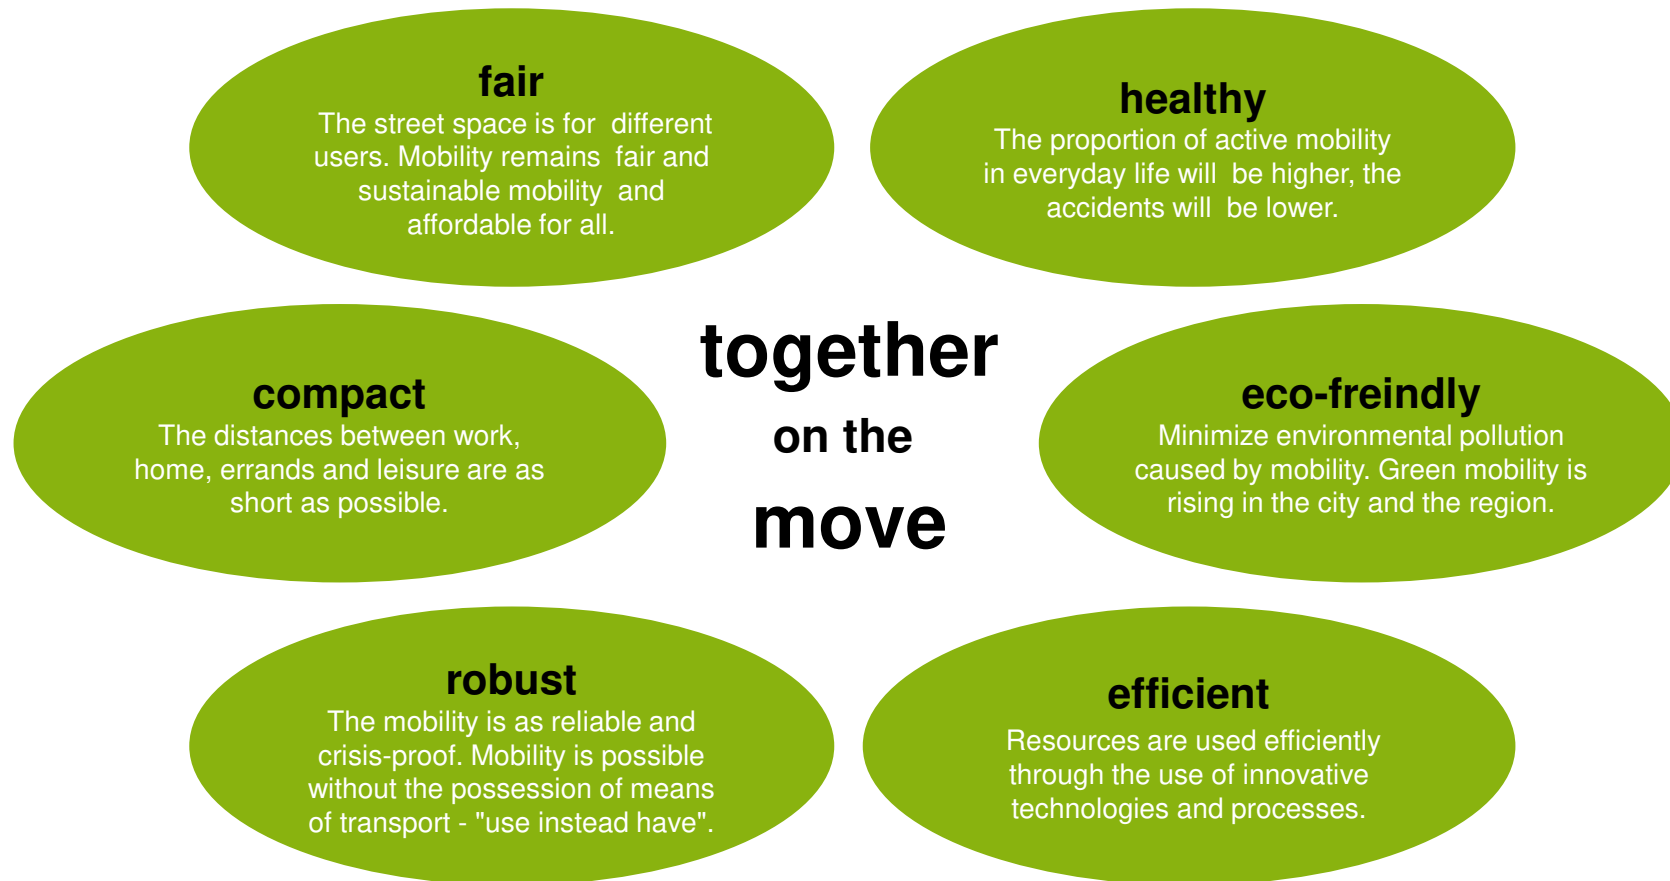 fair
The street space is for different
users. Mobility remains fair and
sustainable mobility and
affordable for all.
healthy
The proportion of active mobility
in everyday life will be higher, the
accidents will be lower.
together
on the
move
compact
The distances between work,
home, errands and leisure are as
short as possible.
eco-freindly
Minimize environmental pollution
caused by mobility. Green mobility is
rising in the city and the region.
robust
The mobility is as reliable and
crisis-proof. Mobility is possible
without the possession of means
of transport - "use instead have".
efficient
Resources are used efficiently
through the use of innovative
technologies and processes.